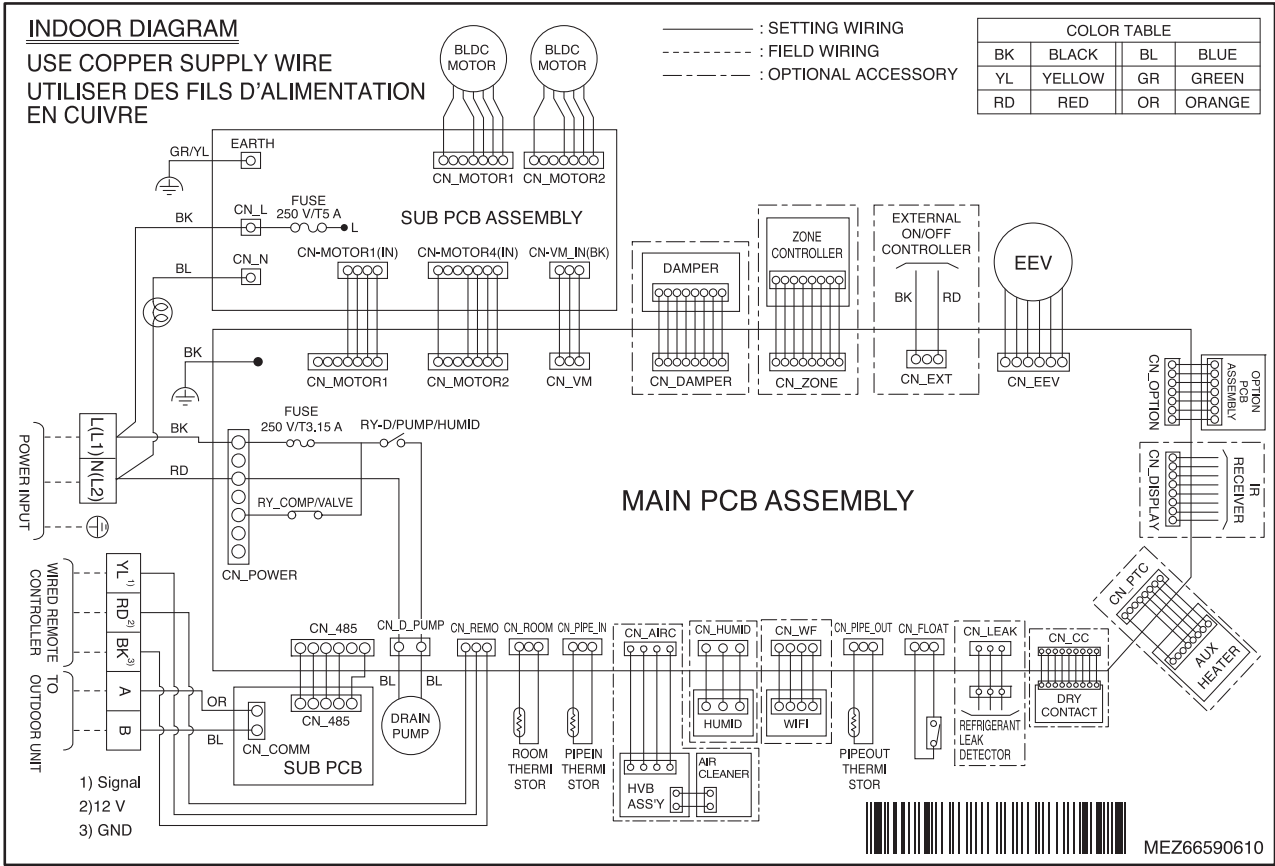 INDOOR DIAGRAM
USE COPPER SUPPLY WIRE
UTILISER DES FILS D'ALIMENTATION
EN CUIVRE
BLDC
MOTOR
BLDC
MOTOR
: SETTING WIRING
: FIELD WIRING
: OPTIONAL ACCESSORY
COLOR TABLE
BK BLACK BL BLUE
YL YELLOW GR GREEN
RD RED OR ORANGE
GR/YL
EARTH
CN_MOTOR1
CN_MOTOR2
BK
CN_L
FUSE
250 V/T5 A
L
SUB PCB ASSEMBLY
BL
CN_N
CN-MOTOR1(IN)
CN-MOTOR4(IN)
CN-VM_IN(BK)
DAMPER
ZONE
CONTROLLER
EXTERNAL
ON/OFF
CONTROLLER
BK
RD
EEV
BK
CN_MOTOR1
CN_MOTOR2
CN_VM
CN_DAMPER
CN_ZONE
CN_EXT
CN_EEV
CN_OPTION
OPTION
PCB
ASSEMBLY
POWER INPUT
L(L1)
N(L2)
BK
RD
FUSE
250 V/T3.15 A
RY-D/PUMP/HUMID
RY_COMP/VALVE
CN_POWER
MAIN PCB ASSEMBLY
CN_DISPLAY
IR
RECEIVER
CN_PTC
AUX
HEATER
WIRED REMOTE
CONTROLLER
YL 1)
RD 2)
BK 3)
TO
OUTDOOR UNIT
A
B
OR
BL
CN_485
CN_485
CN_COMM
SUB PCB
CN_D_PUMP
BL
BL
DRAIN
PUMP
CN_REMO
CN_ROOM
ROOM
THERMI
STOR
CN_PIPE_IN
PIPEIN
THERMI
STOR
CN_AIRC
HVB
ASS'Y
AIR
CLEANER
CN_HUMID
HUMID
CN_WF
WIFI
CN_PIPE_OUT
PIPEOUT
THERMI
STOR
CN_FLOAT
CN_LEAK
REFRIGERANT
LEAK
DETECTOR
CN_CC
DRY
CONTACT
1) Signal
2)12 V
3) GND
MEZ66590610